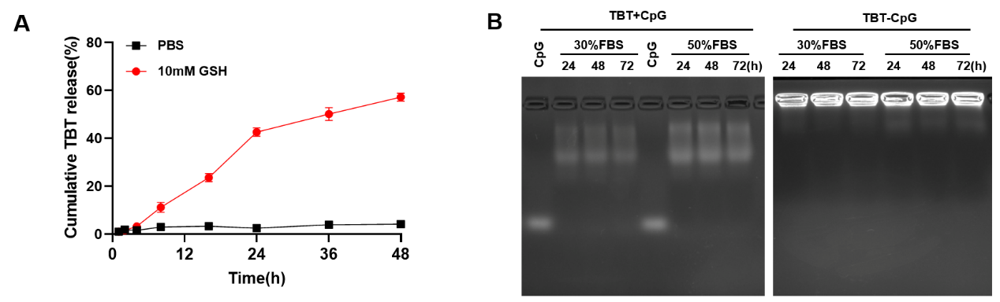 A
Cumulative TBT release(%)
80
60
40
20
0
PBS
10mM GSH
0 12 24 36 48
Time(h)
B
TBT+CpG
CpG 30%FBS CpG 50%FBS
24 48 72 24 48 72(h)
TBT-CpG
30%FBS 50%FBS
24 48 72 24 48 72(h)